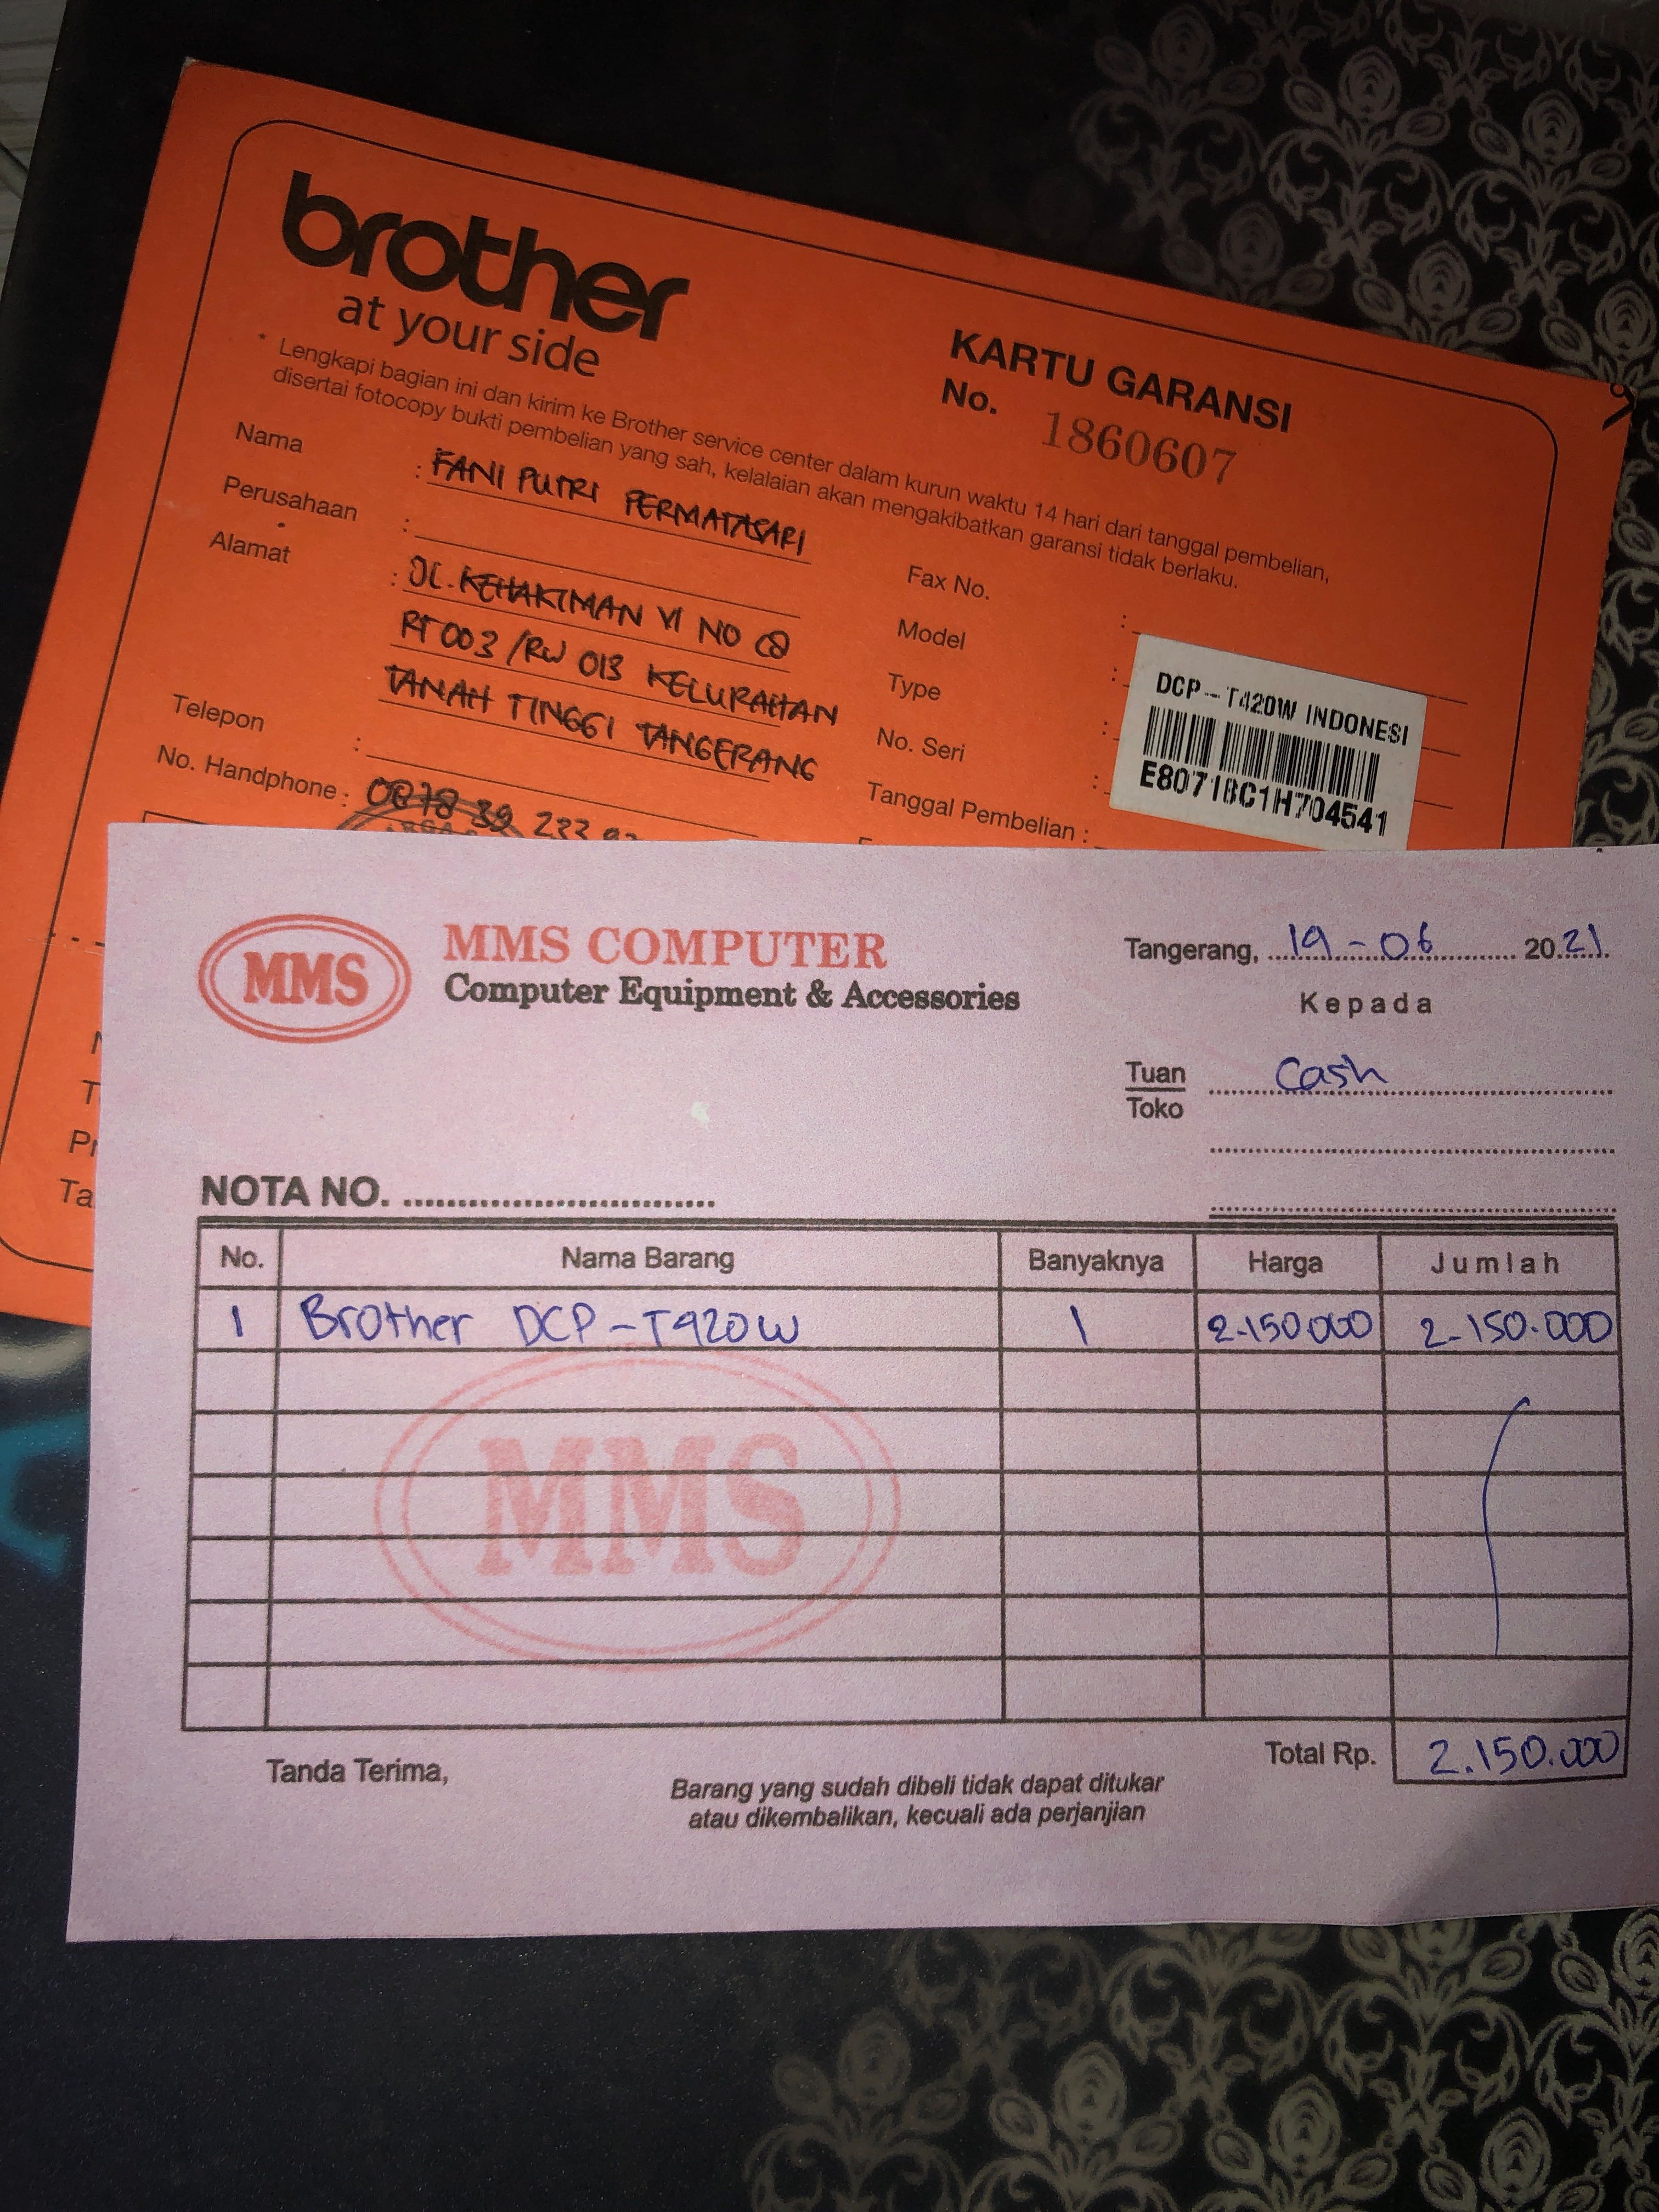 brother
at your side
KARTU GARANSI
No. 1860607
* Lengkapi bagian ini dan kirim ke Brother service center dalam kurun waktu 14 hari dari tanggal pembelian,
disertai fotocopy bukti pembelian yang sah, kelalaian akan mengakibatkan garansi tidak berlaku.
Nama : FANI PUTRI PERMATASARI
Perusahaan :
Alamat : JL. KEHAKIMAN VI NO
RT 003 / RW 013 KELURAHAN
TANAH TINGGI TANGERANG
Telepon :
No. Handphone : 0878 39 233
Fax No. :
Model :
Type :
No. Seri :
Tanggal Pembelian :
DCP-T420W INDONESI
E80718C1H704541
MMS
MMS COMPUTER
Computer Equipment & Accessories
Tangerang, 19 - 06 2021
Kepada
Tuan Cash
Toko
NOTA NO.
No. Nama Barang Banyaknya Harga Jumlah
1 Brother DCP-T420W 1 2.150.000 2.150.000
MMS
Total Rp. 2.150.000
Tanda Terima,
Barang yang sudah dibeli tidak dapat ditukar
atau dikembalikan, kecuali ada perjanjian